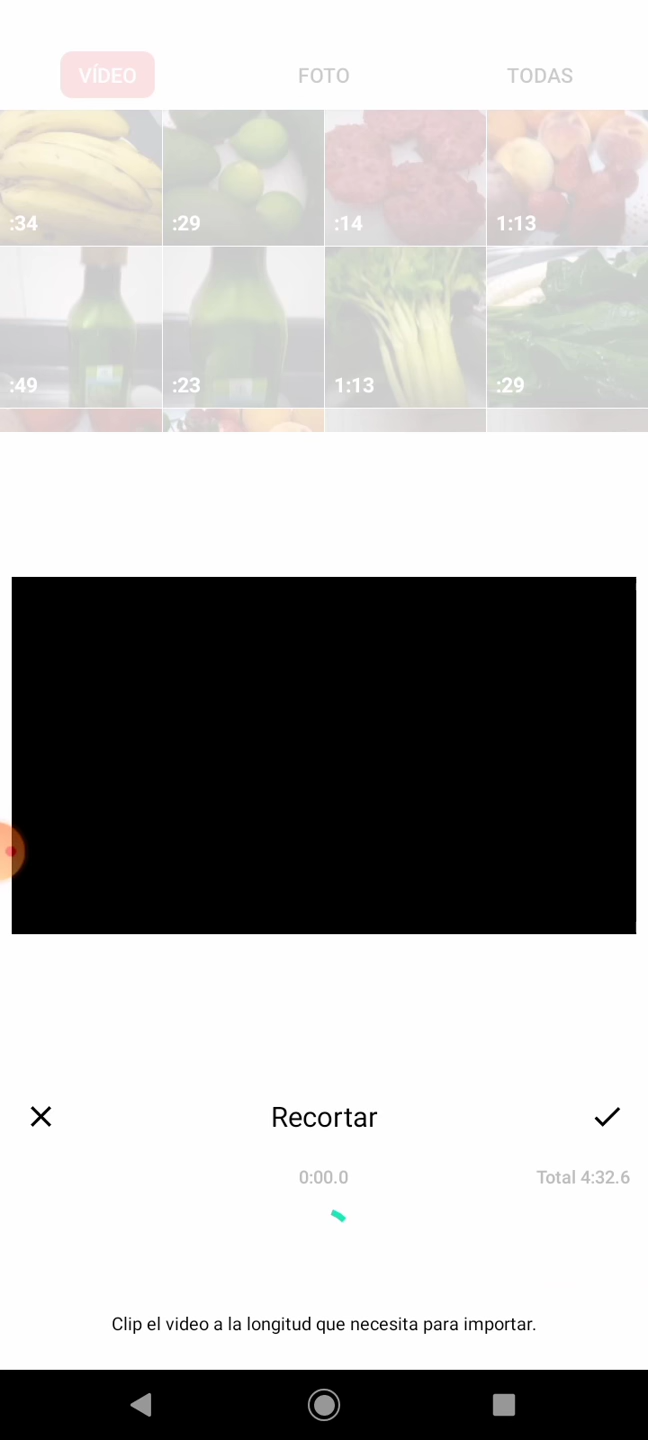 VÍDEO
FOTO
TODAS
:34
:29
:14
1:13
:49
:23
1:13
:29
Recortar
0:00.0
Total 4:32.6
Clip el video a la longitud que necesita para importar.